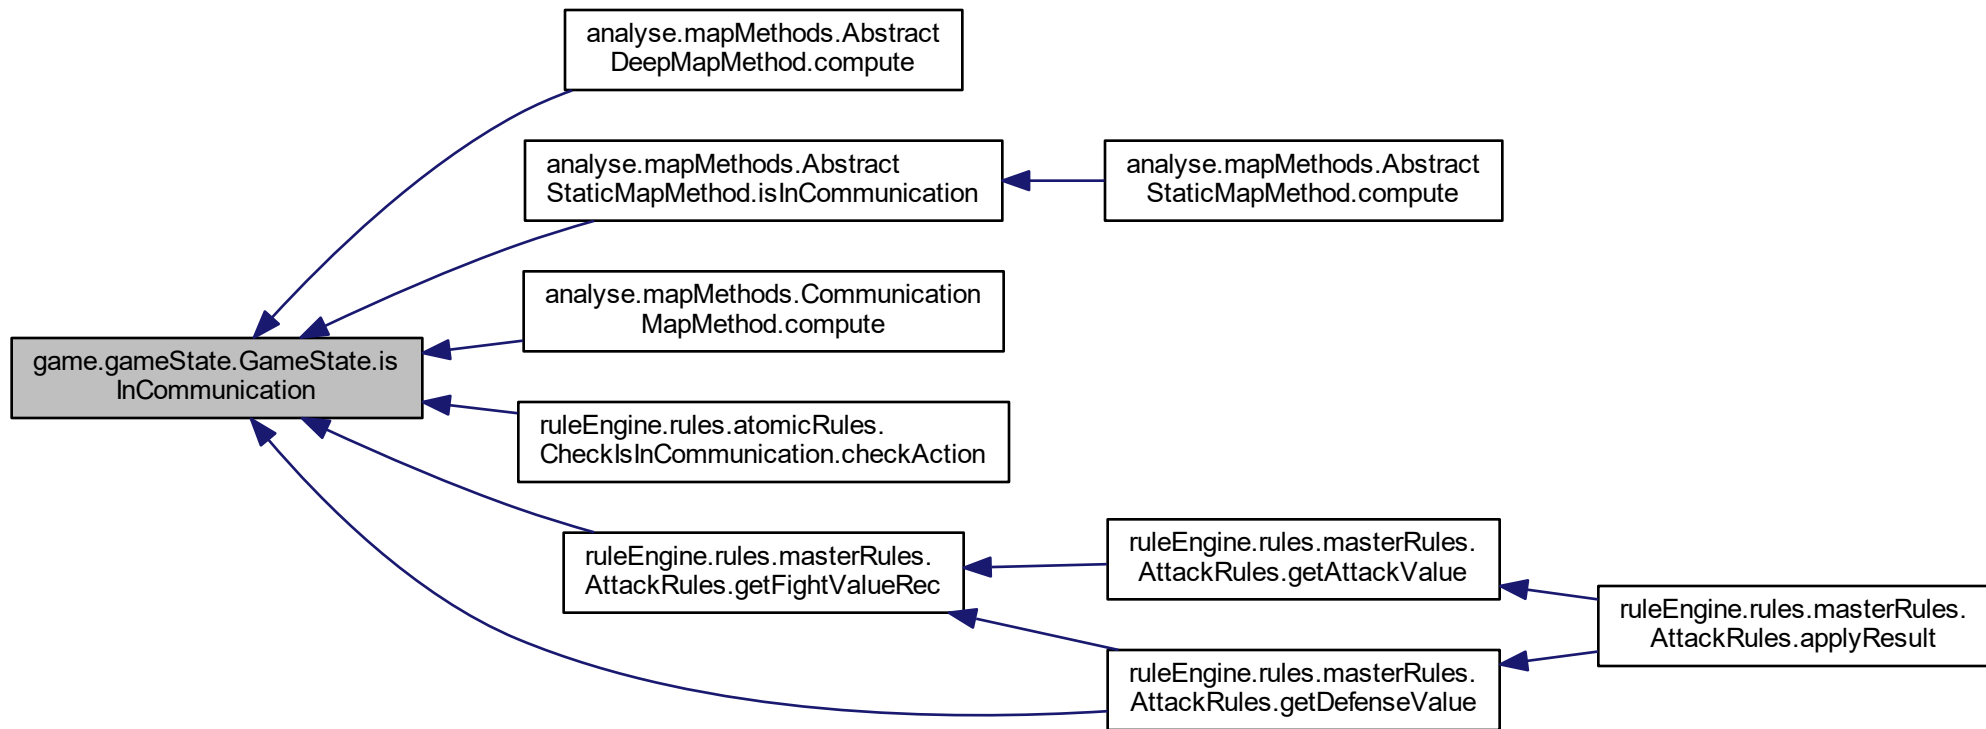 analyse.mapMethods.Abstract
DeepMapMethod.compute
analyse.mapMethods.Abstract
StaticMapMethod.isInCommunication
analyse.mapMethods.Abstract
StaticMapMethod.compute
analyse.mapMethods.Communication
MapMethod.compute
game.gameState.GameState.is
InCommunication
ruleEngine.rules.atomicRules.
CheckIsInCommunication.checkAction
ruleEngine.rules.masterRules.
AttackRules.getFightValueRec
ruleEngine.rules.masterRules.
AttackRules.getAttackValue
ruleEngine.rules.masterRules.
AttackRules.applyResult
ruleEngine.rules.masterRules.
AttackRules.getDefenseValue